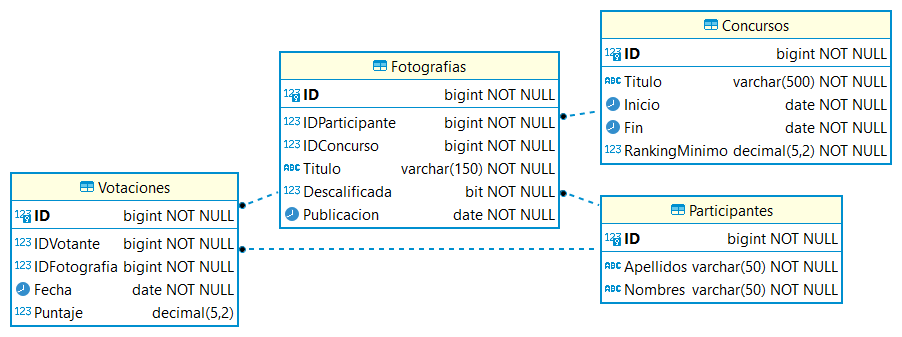 Concursos
ID bigint NOT NULL
Titulo varchar(500) NOT NULL
Inicio date NOT NULL
Fin date NOT NULL
RankingMinimo decimal(5,2) NOT NULL
Fotografias
ID bigint NOT NULL
IDParticipante bigint NOT NULL
IDConcurso bigint NOT NULL
Titulo varchar(150) NOT NULL
Descalificada bit NOT NULL
Publicacion date NOT NULL
Votaciones
ID bigint NOT NULL
IDVotante bigint NOT NULL
IDFotografia bigint NOT NULL
Fecha date NOT NULL
Puntaje decimal(5,2)
Participantes
ID bigint NOT NULL
Apellidos varchar(50) NOT NULL
Nombres varchar(50) NOT NULL